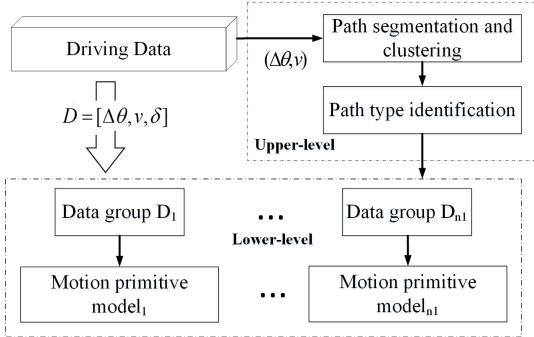 Driving Data
(Δθ,v)
Path segmentation and
clustering
D = [Δθ, v, δ]
Path type identification
Upper-level
Data group D1
...
Data group Dn1
Lower-level
Motion primitive
model1
...
Motion primitive
modeln1